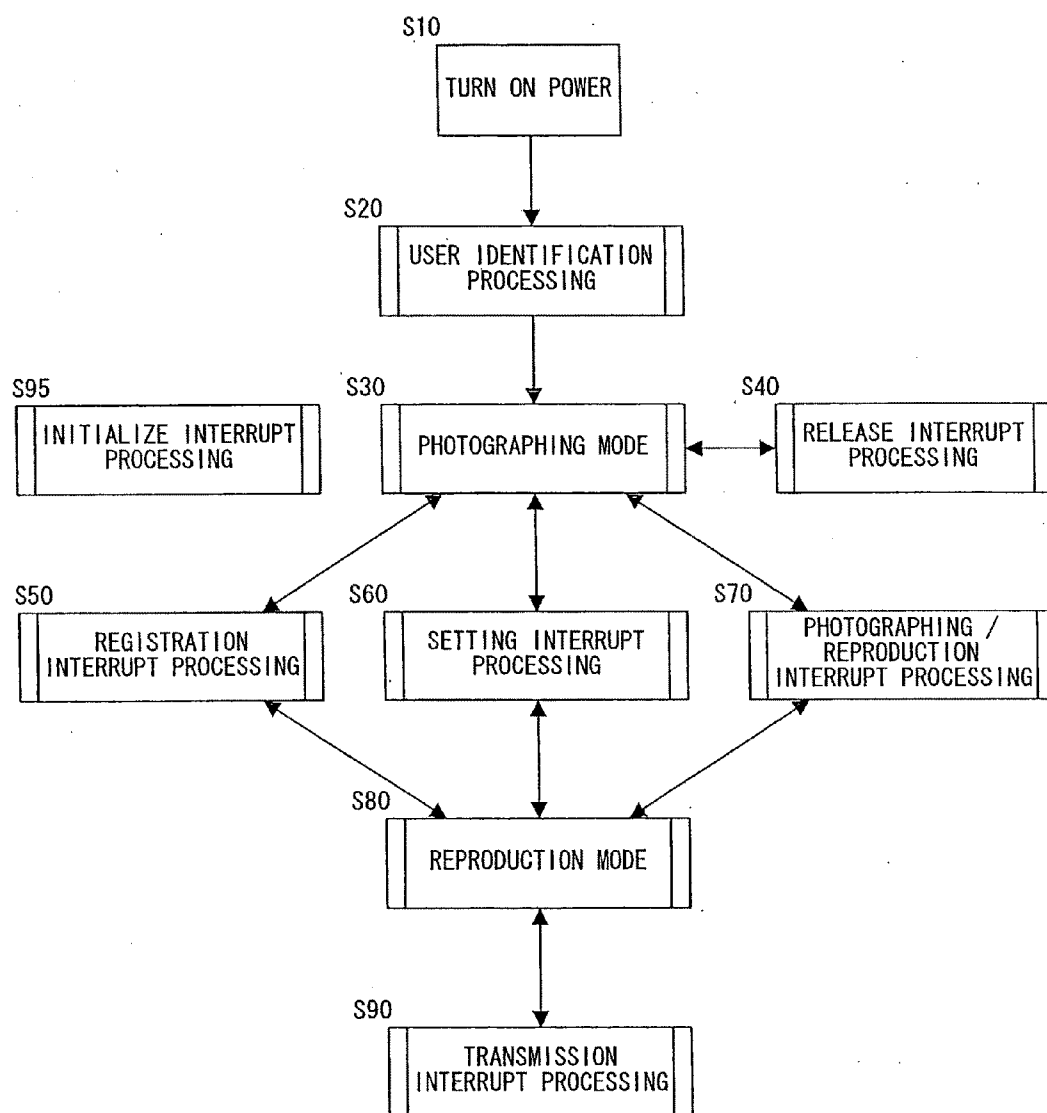 S10
TURN ON POWER
S20
USER IDENTIFICATION
PROCESSING
S95
INITIALIZE INTERRUPT
PROCESSING
S30
PHOTOGRAPHING MODE
S40
RELEASE INTERRUPT
PROCESSING
S50
REGISTRATION
INTERRUPT PROCESSING
S60
SETTING INTERRUPT
PROCESSING
S70
PHOTOGRAPHING /
REPRODUCTION
INTERRUPT PROCESSING
S80
REPRODUCTION MODE
S90
TRANSMISSION
INTERRUPT PROCESSING